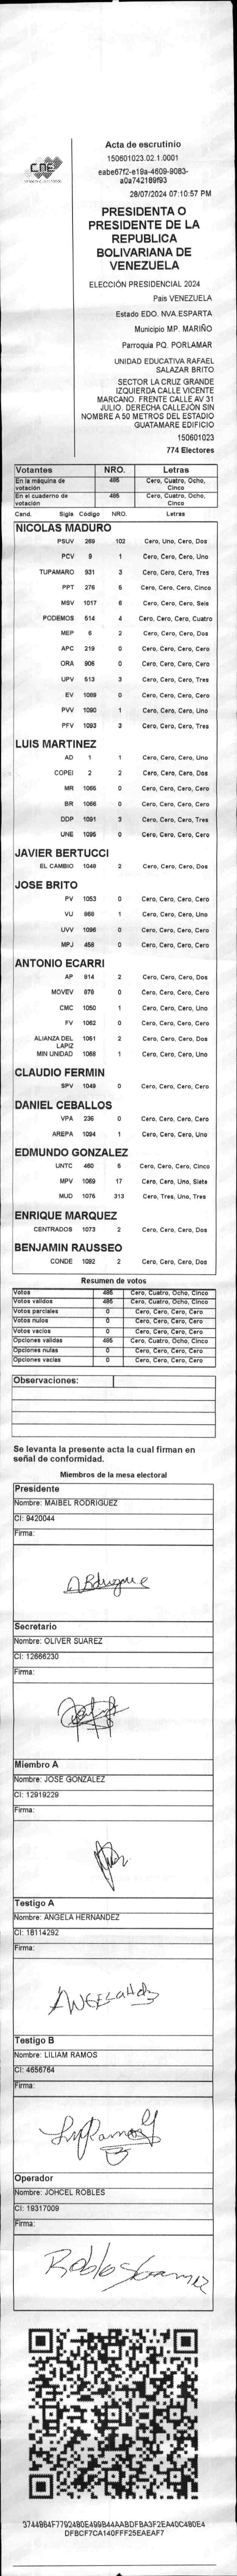 CNE
Acta de escrutinio
150601023.02.1.0001
eabe67f2-e19a-4609-9083-
a0a742189f93
28/07/2024 07:10:57 PM
PRESIDENTA O
PRESIDENTE DE LA
REPUBLICA
BOLIVARIANA DE
VENEZUELA
ELECCIÓN PRESIDENCIAL 2024
País VENEZUELA
Estado EDO. NVA.ESPARTA
Municipio MP. MARIÑO
Parroquia PQ. PORLAMAR
UNIDAD EDUCATIVA RAFAEL
SALAZAR BRITO
SECTOR LA CRUZ GRANDE
IZQUIERDA CALLE VICENTE
MARCANO. FRENTE CALLE AV 31
JULIO. DERECHA CALLEJÓN SIN
NOMBRE A 50 METROS DEL ESTADIO
GUATAMARE EDIFICIO
150601023
774 Electores
Votantes NRO. Letras
En la máquina de votación 485 Cero, Cuatro, Ocho, Cinco
En el cuaderno de votación 485 Cero, Cuatro, Ocho, Cinco
Cand. Sigla Código NRO. Letras
NICOLAS MADURO
PSUV 269 102 Cero, Uno, Cero, Dos
PCV 9 1 Cero, Cero, Cero, Uno
TUPAMARO 931 3 Cero, Cero, Cero, Tres
PPT 276 5 Cero, Cero, Cero, Cinco
MSV 1017 6 Cero, Cero, Cero, Seis
PODEMOS 514 4 Cero, Cero, Cero, Cuatro
MEP 6 2 Cero, Cero, Cero, Dos
APC 219 0 Cero, Cero, Cero, Cero
ORA 906 0 Cero, Cero, Cero, Cero
UPV 513 3 Cero, Cero, Cero, Tres
EV 1089 0 Cero, Cero, Cero, Cero
PVV 1090 1 Cero, Cero, Cero, Uno
PFV 1093 3 Cero, Cero, Cero, Tres
LUIS MARTINEZ
AD 1 1 Cero, Cero, Cero, Uno
COPEI 2 2 Cero, Cero, Cero, Dos
MR 1065 0 Cero, Cero, Cero, Cero
BR 1066 0 Cero, Cero, Cero, Cero
DDP 1091 3 Cero, Cero, Cero, Tres
UNE 1095 0 Cero, Cero, Cero, Cero
JAVIER BERTUCCI
EL CAMBIO 1048 2 Cero, Cero, Cero, Dos
JOSE BRITO
PV 1053 0 Cero, Cero, Cero, Cero
VU 968 1 Cero, Cero, Cero, Uno
UVV 1096 0 Cero, Cero, Cero, Cero
MPJ 458 0 Cero, Cero, Cero, Cero
ANTONIO ECARRI
AP 814 2 Cero, Cero, Cero, Dos
MOVEV 879 0 Cero, Cero, Cero, Cero
CMC 1050 1 Cero, Cero, Cero, Uno
FV 1062 0 Cero, Cero, Cero, Cero
ALIANZA DEL LAPIZ 1051 2 Cero, Cero, Cero, Dos
MIN UNIDAD 1058 1 Cero, Cero, Cero, Uno
CLAUDIO FERMIN
SPV 1049 0 Cero, Cero, Cero, Cero
DANIEL CEBALLOS
VPA 236 0 Cero, Cero, Cero, Cero
AREPA 1094 1 Cero, Cero, Cero, Uno
EDMUNDO GONZALEZ
UNTC 460 5 Cero, Cero, Cero, Cinco
MPV 1069 17 Cero, Cero, Uno, Siete
MUD 1076 313 Cero, Tres, Uno, Tres
ENRIQUE MARQUEZ
CENTRADOS 1073 2 Cero, Cero, Cero, Dos
BENJAMIN RAUSSEO
CONDE 1092 2 Cero, Cero, Cero, Dos
Resumen de votos
Votos 485 Cero, Cuatro, Ocho, Cinco
Votos validos 485 Cero, Cuatro, Ocho, Cinco
Votos parciales 0 Cero, Cero, Cero, Cero
Votos nulos 0 Cero, Cero, Cero, Cero
Votos vacios 0 Cero, Cero, Cero, Cero
Opciones validas 485 Cero, Cuatro, Ocho, Cinco
Opciones nulas 0 Cero, Cero, Cero, Cero
Opciones vacias 0 Cero, Cero, Cero, Cero
Observaciones:
Se levanta la presente acta la cual firman en
señal de conformidad.
Miembros de la mesa electoral
Presidente
Nombre: MAIBEL RODRIGUEZ
CI: 9420044
Firma:
Secretario
Nombre: OLIVER SUAREZ
CI: 12666230
Firma:
Miembro A
Nombre: JOSE GONZALEZ
CI: 12919229
Firma:
Testigo A
Nombre: ANGELA HERNANDEZ
CI: 18114292
Firma:
Testigo B
Nombre: LILIAM RAMOS
CI: 4656764
Firma:
Operador
Nombre: JOHCEL ROBLES
CI: 19317009
Firma: